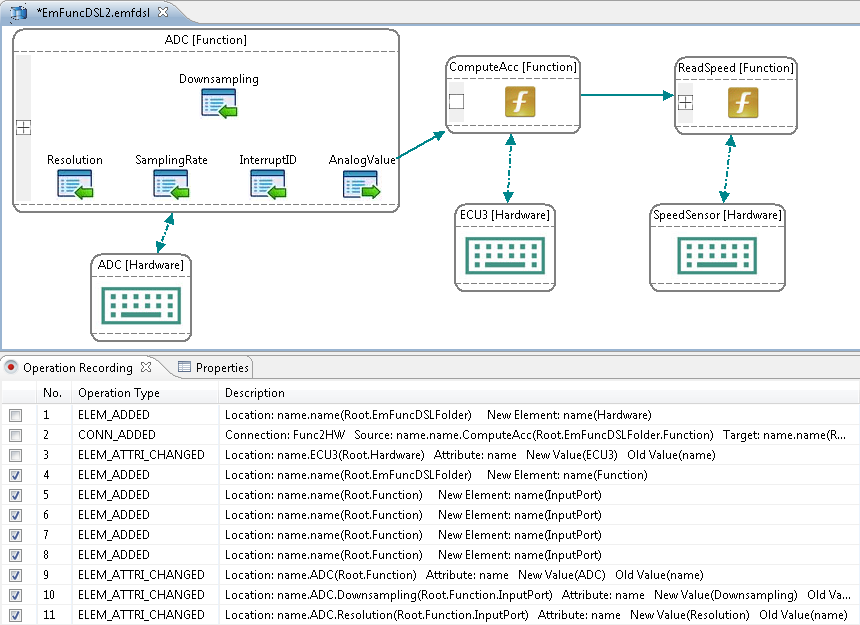 *EmFuncDSL2.emfdsl
ADC [Function]
Downsampling
Resolution SamplingRate InterruptID AnalogValue
ComputeAcc [Function]
ReadSpeed [Function]
ADC [Hardware]
ECU3 [Hardware]
SpeedSensor [Hardware]
Operation Recording Properties
No. Operation Type Description
1 ELEM_ADDED Location: name.name(Root.EmFuncDSLFolder) New Element: name(Hardware)
2 CONN_ADDED Connection: Func2HW Source: name.name.ComputeAcc(Root.EmFuncDSLFolder.Function) Target: name.name(R...
3 ELEM_ATTRI_CHANGED Location: name.ECU3(Root.Hardware) Attribute: name New Value(ECU3) Old Value(name)
4 ELEM_ADDED Location: name.name(Root.EmFuncDSLFolder) New Element: name(Function)
5 ELEM_ADDED Location: name.name(Root.Function) New Element: name(InputPort)
6 ELEM_ADDED Location: name.name(Root.Function) New Element: name(InputPort)
7 ELEM_ADDED Location: name.name(Root.Function) New Element: name(InputPort)
8 ELEM_ADDED Location: name.name(Root.Function) New Element: name(InputPort)
9 ELEM_ATTRI_CHANGED Location: name.ADC(Root.Function) Attribute: name New Value(ADC) Old Value(name)
10 ELEM_ATTRI_CHANGED Location: name.ADC.Downsampling(Root.Function.InputPort) Attribute: name New Value(Downsampling) Old Va...
11 ELEM_ATTRI_CHANGED Location: name.ADC.Resolution(Root.Function.InputPort) Attribute: name New Value(Resolution) Old Value(name)